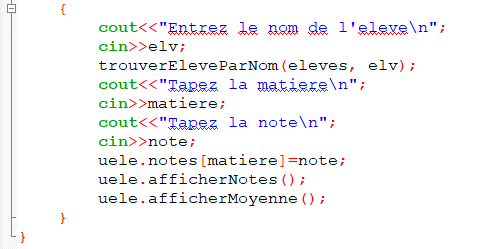 {
cout<<"Entrez le nom de l'eleve\n";
cin>>elv;
trouverEleveParNom(eleves, elv);
cout<<"Tapez la matiere\n";
cin>>matiere;
cout<<"Tapez la note\n";
cin>>note;
uele.notes[matiere]=note;
uele.afficherNotes();
uele.afficherMoyenne();
}
}